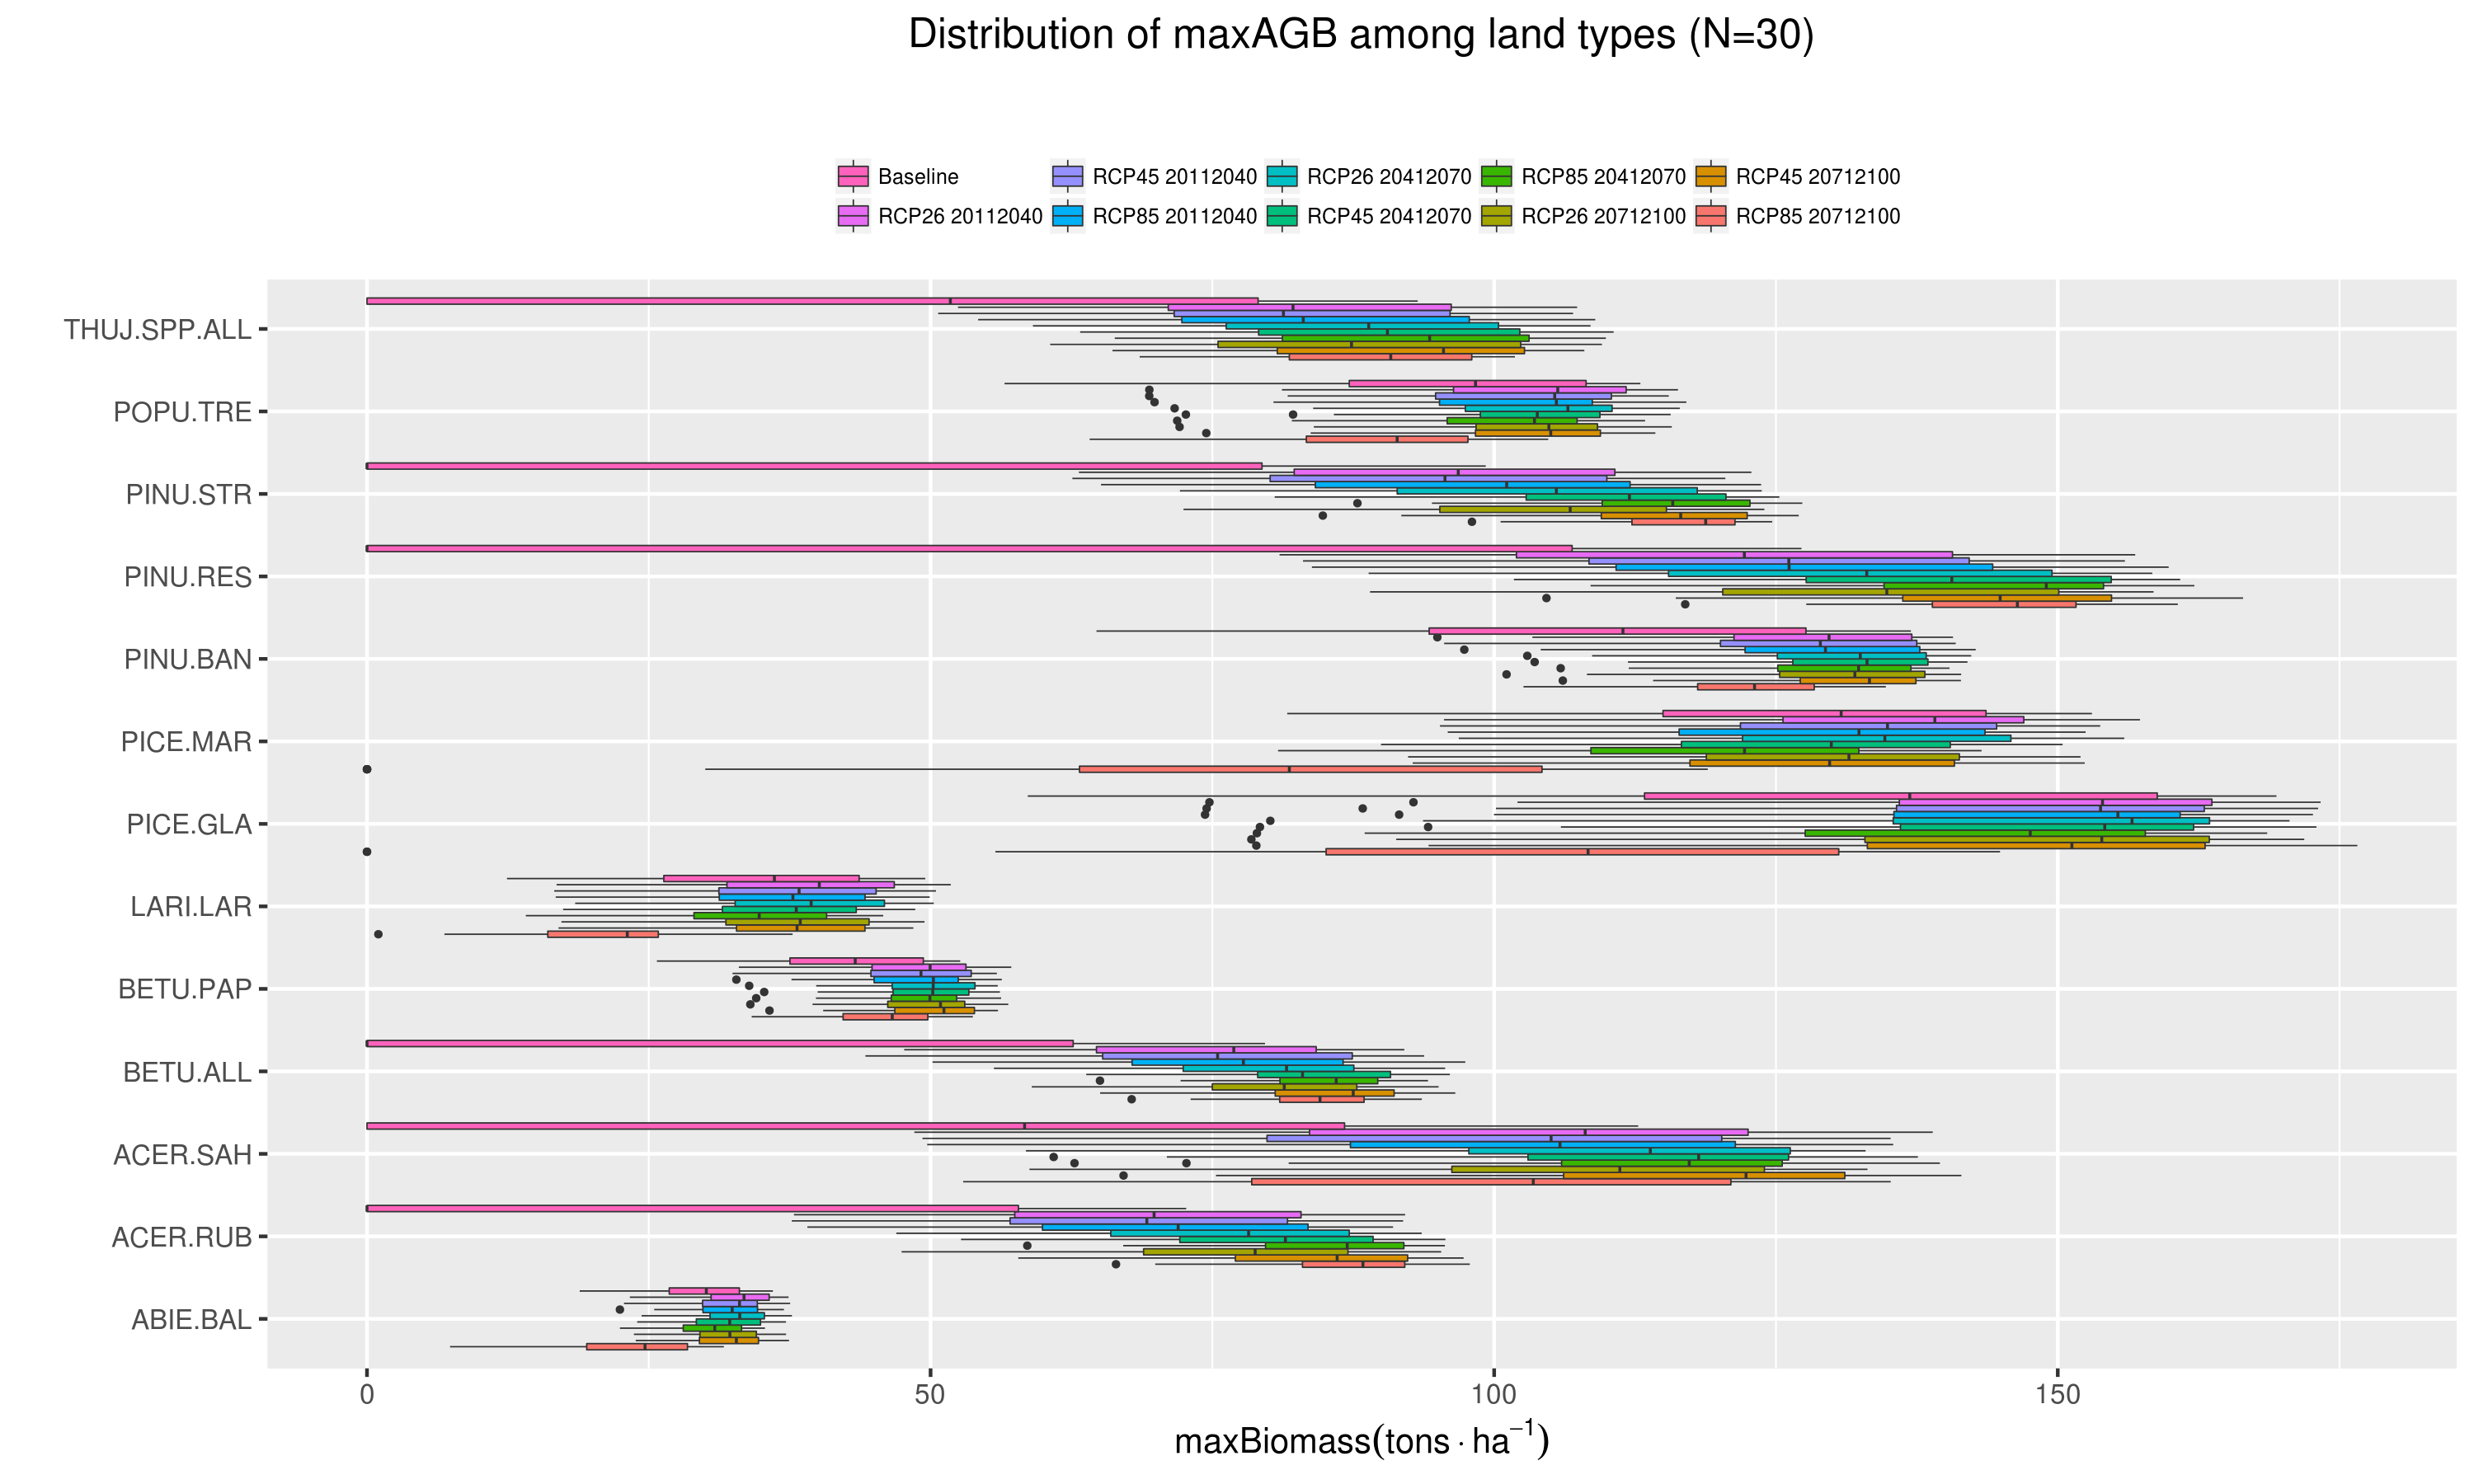 Distribution of maxAGB among land types (N=30)
Baseline RCP45 20112040 RCP26 20412070 RCP85 20412070 RCP45 20712100
RCP26 20112040 RCP85 20112040 RCP45 20412070 RCP26 20712100 RCP85 20712100
THUJ.SPP.ALL
POPU.TRE
PINU.STR
PINU.RES
PINU.BAN
PICE.MAR
PICE.GLA
LARI.LAR
BETU.PAP
BETU.ALL
ACER.SAH
ACER.RUB
ABIE.BAL
0 50 100 150
maxBiomass(tons·ha⁻¹)